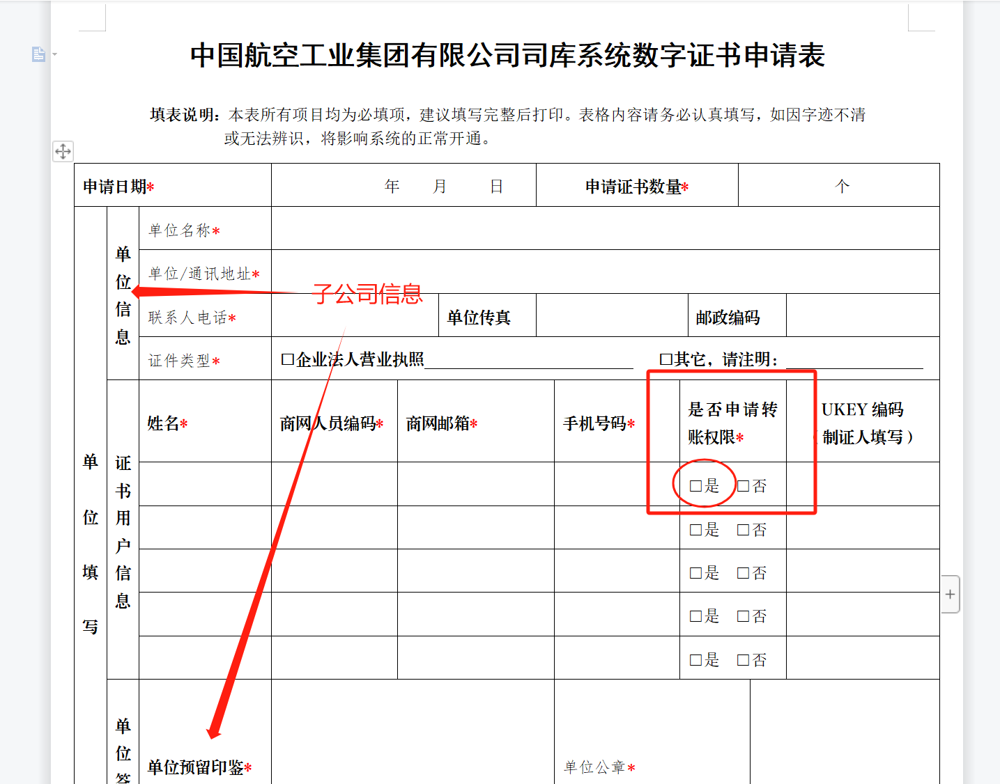 中国航空工业集团有限公司司库系统数字证书申请表
填表说明：本表所有项目均为必填项，建议填写完整后打印。表格内容请务必认真填写，如因字迹不清
或无法辨识，将影响系统的正常开通。
申请日期* 年 月 日 申请证书数量* 个
单位填写
单位信息
单位名称*
单位/通讯地址*
子公司信息
联系人电话* 单位传真 邮政编码
证件类型* □企业法人营业执照 □其它，请注明：
证书用户信息
姓名* 商网人员编码* 商网邮箱* 手机号码* 是否申请转账权限* UKEY 编码（制证人填写）
□是 □否
□是 □否
□是 □否
□是 □否
□是 □否
单位签
单位预留印鉴* 单位公章*